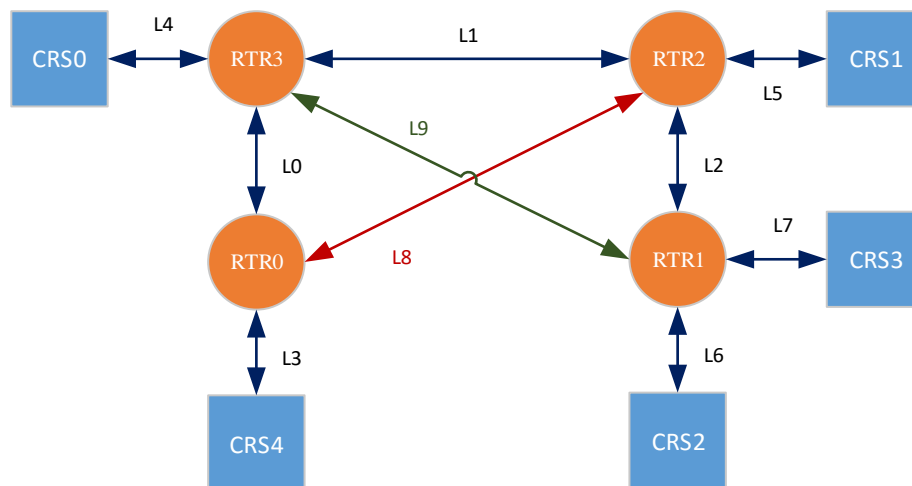 L4
L1
CRS0
RTR3
RTR2
CRS1
L5
L9
L0
L2
L7
RTR0
L8
RTR1
CRS3
L3
L6
CRS4
CRS2